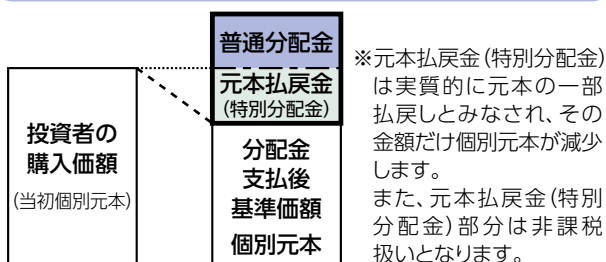 投資者の
購入価額
(当初個別元本)
普通分配金
元本払戻金
(特別分配金)
分配金
支払後
基準価額
個別元本
※元本払戻金(特別分配金)
は実質的に元本の一部
払戻しとみなされ、その
金額だけ個別元本が減少
します。
また、元本払戻金(特別
分配金)部分は非課税
扱いとなります。